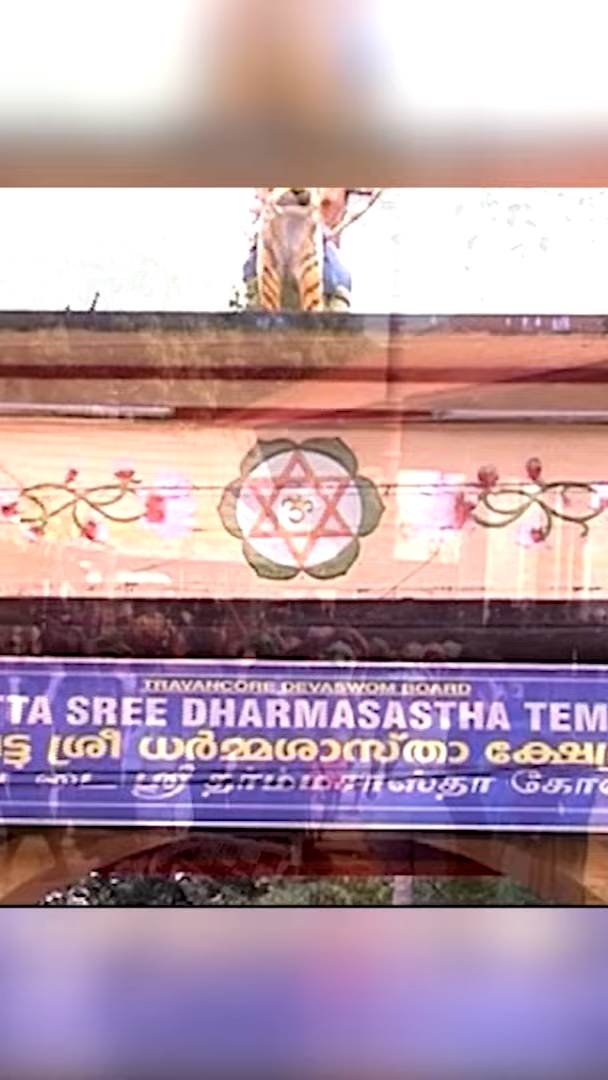 ॐ
TRAVANCORE DEVASWOM BOARD
TTA SREE DHARMASASTHA TEM
ട്ട ശ്രീ ധർമ്മശാസ്താ ക്ഷേ
டை ஸ்ரீ தர்மசாஸ்தா கோ